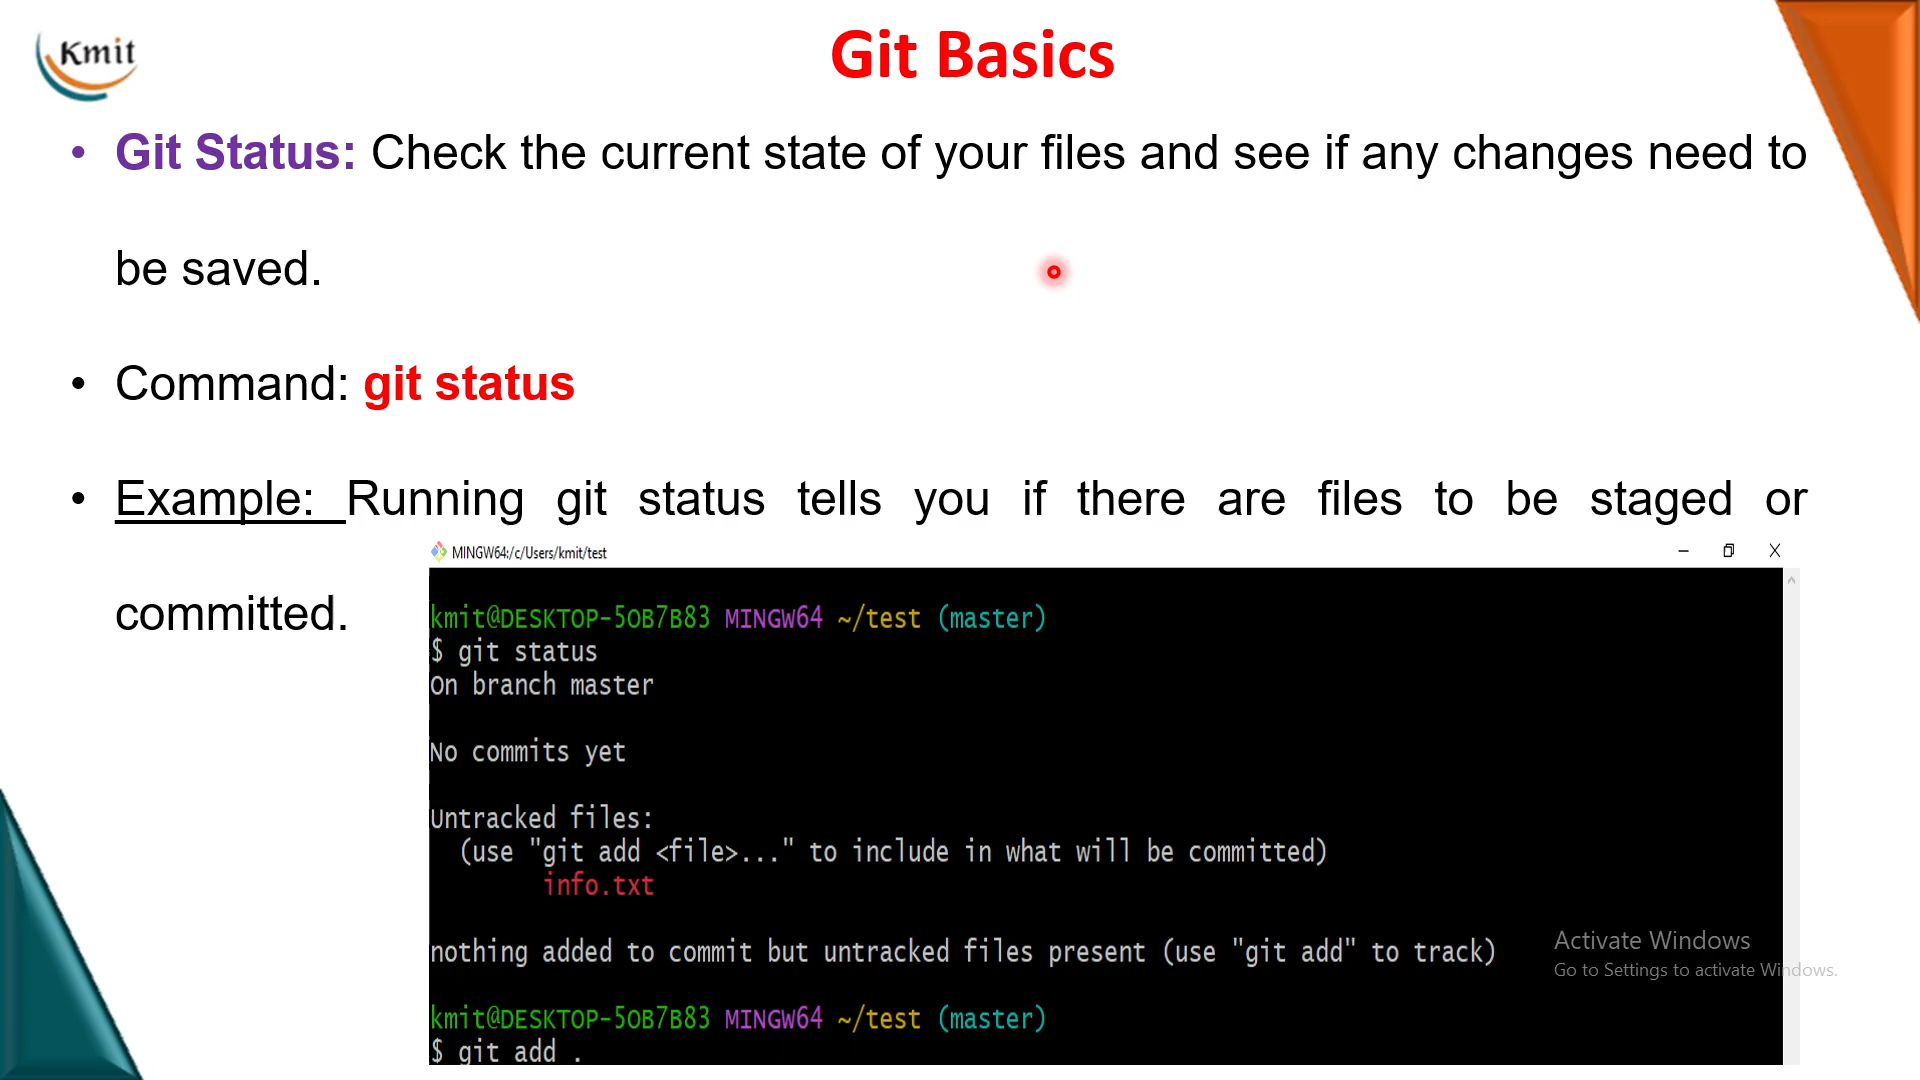 Kmit
Git Basics
• Git Status: Check the current state of your files and see if any changes need to
be saved.
• Command: git status
• Example: Running git status tells you if there are files to be staged or
committed.
MINGW64:/c/Users/kmit/test
kmit@DESKTOP-5OB7B83 MINGW64 ~/test (master)
$ git status
On branch master
No commits yet
Untracked files:
(use "git add <file>..." to include in what will be committed)
info.txt
nothing added to commit but untracked files present (use "git add" to track)
kmit@DESKTOP-5OB7B83 MINGW64 ~/test (master)
$ git add .
Activate Windows
Go to Settings to activate Windows.